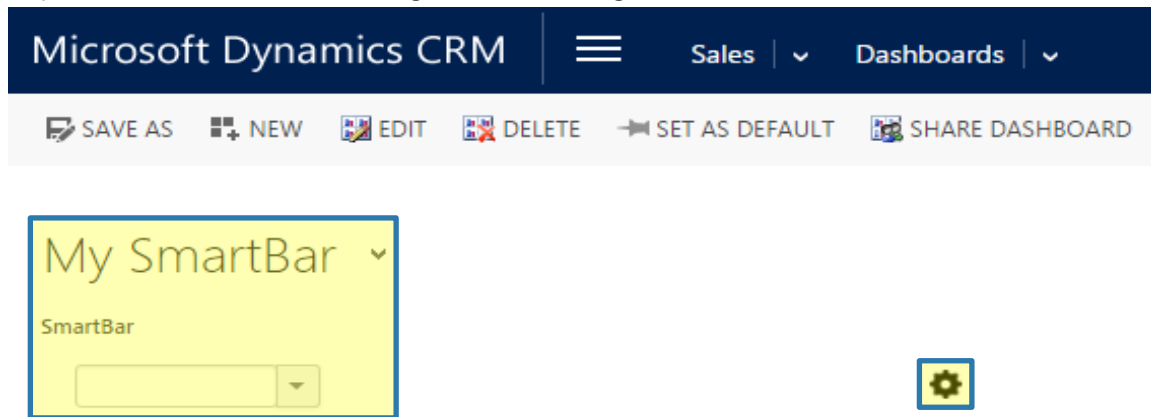 Microsoft Dynamics CRM Sales Dashboards
SAVE AS NEW EDIT DELETE SET AS DEFAULT SHARE DASHBOARD
My SmartBar
SmartBar